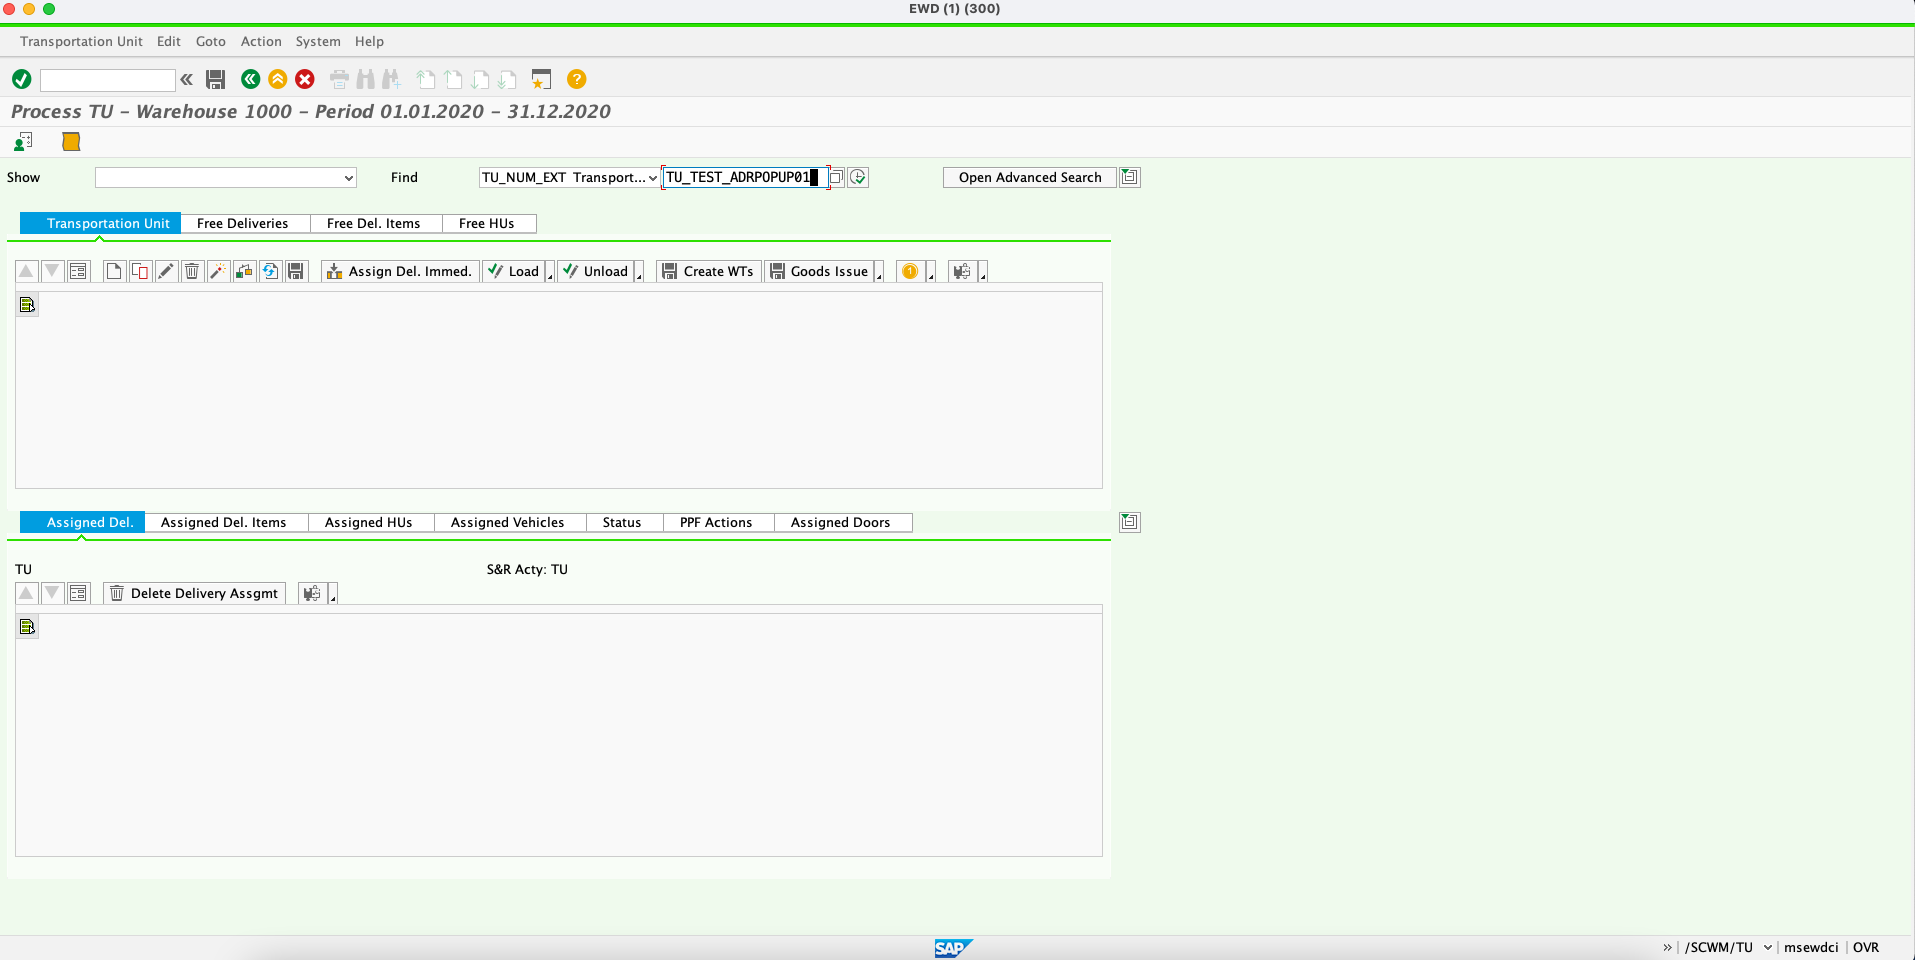 EWD (1) (300)
Transportation Unit Edit Goto Action System Help
Process TU – Warehouse 1000 – Period 01.01.2020 – 31.12.2020
Show Find TU_NUM_EXT Transport... TU_TEST_ADRPOPUP01 Open Advanced Search
Transportation Unit Free Deliveries Free Del. Items Free HUs
Assign Del. Immed. Load Unload Create WTs Goods Issue
Assigned Del. Assigned Del. Items Assigned HUs Assigned Vehicles Status PPF Actions Assigned Doors
TU S&R Acty: TU
Delete Delivery Assgmt
SAP /SCWM/TU msewdci OVR